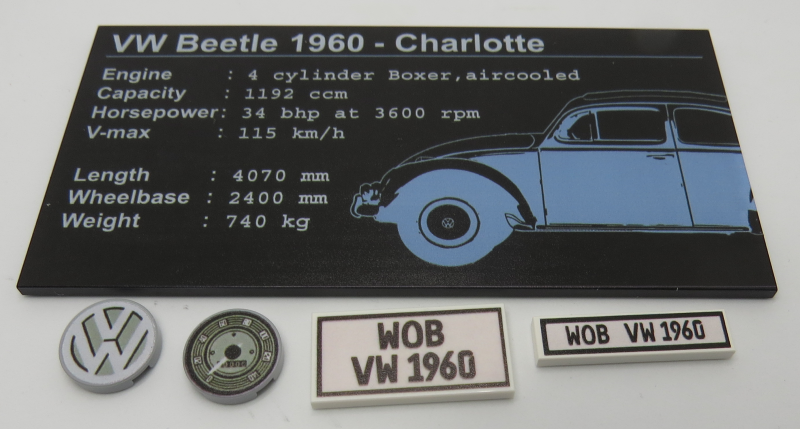 VW Beetle 1960 - Charlotte
Engine : 4 cylinder Boxer,aircooled
Capacity : 1192 ccm
Horsepower: 34 bhp at 3600 rpm
V-max : 115 km/h
Length : 4070 mm
Wheelbase : 2400 mm
Weight : 740 kg
WOB
VW 1960
WOB VW 1960